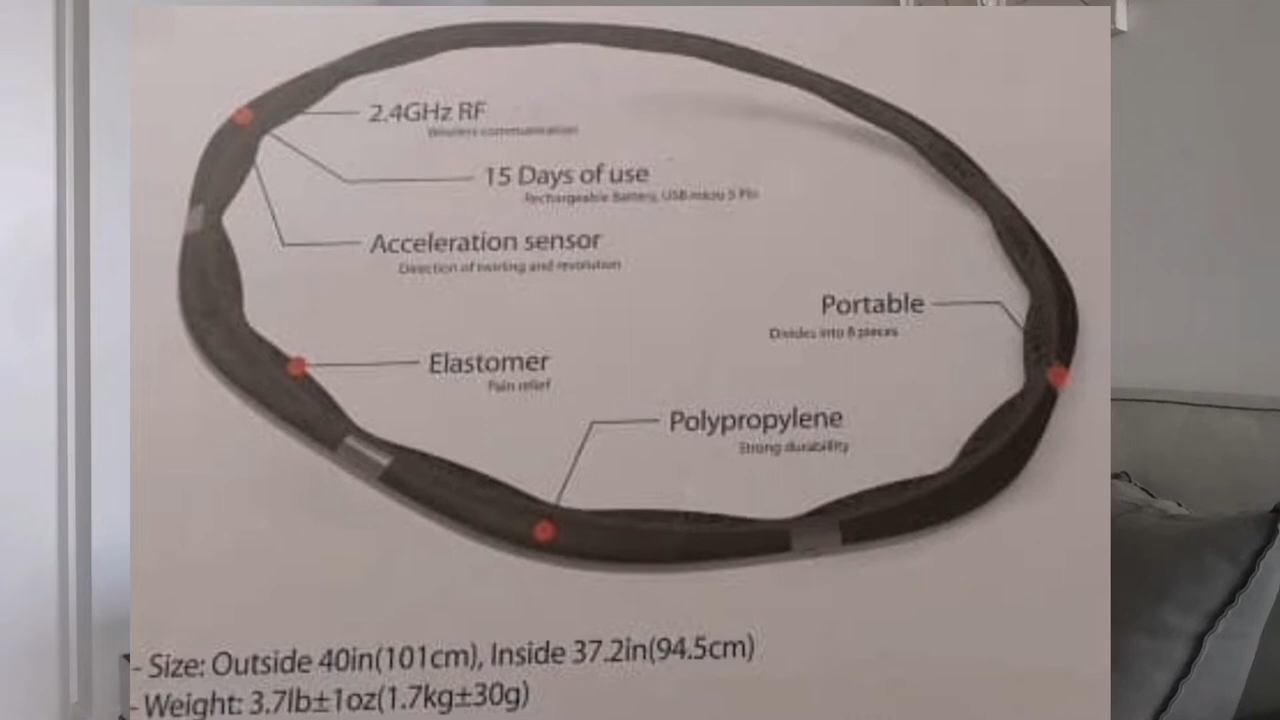 2.4GHz RF
Wireless communication
15 Days of use
Rechargeable Battery, USB micro 5 Pin
Acceleration sensor
Direction of twirling and revolution
Portable
Divides into 8 pieces
Elastomer
Pain relief
Polypropylene
Strong durability
- Size: Outside 40in(101cm), Inside 37.2in(94.5cm)
- Weight: 3.7lb±1oz(1.7kg±30g)